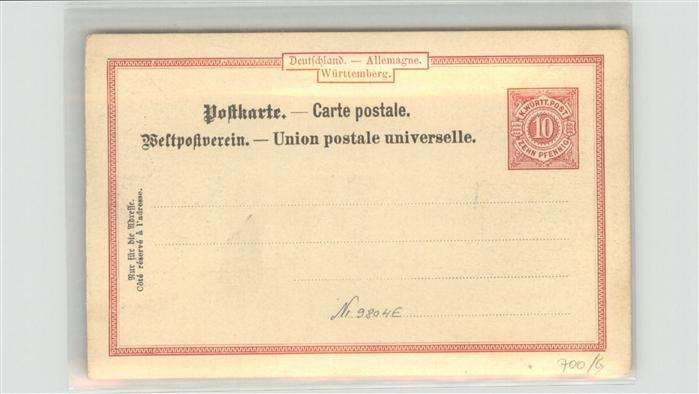 Deutschland. — Allemagne.
Württemberg.
Postkarte. — Carte postale.
Weltpostverein. — Union postale universelle.
K. WÜRTT. POST
10
ZEHN PFENNIG
Nur für die Adresse.
Côté réservé à l'adresse.
Nr. 9804E
700/G